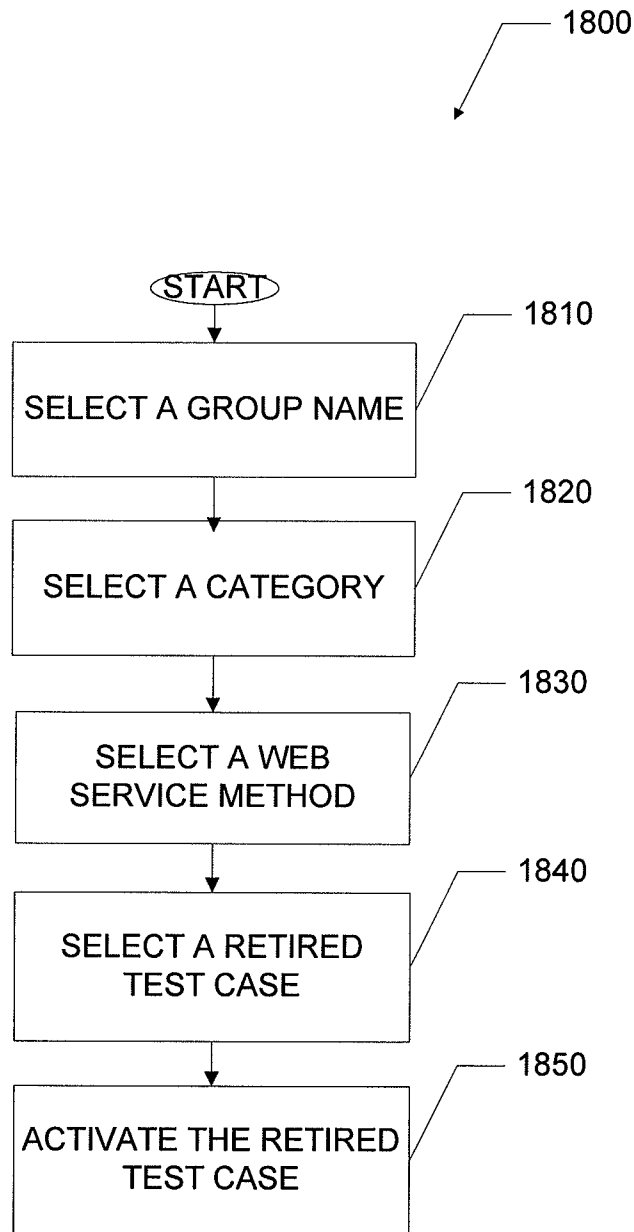 1800
START
1810
SELECT A GROUP NAME
1820
SELECT A CATEGORY
1830
SELECT A WEB
SERVICE METHOD
1840
SELECT A RETIRED
TEST CASE
1850
ACTIVATE THE RETIRED
TEST CASE